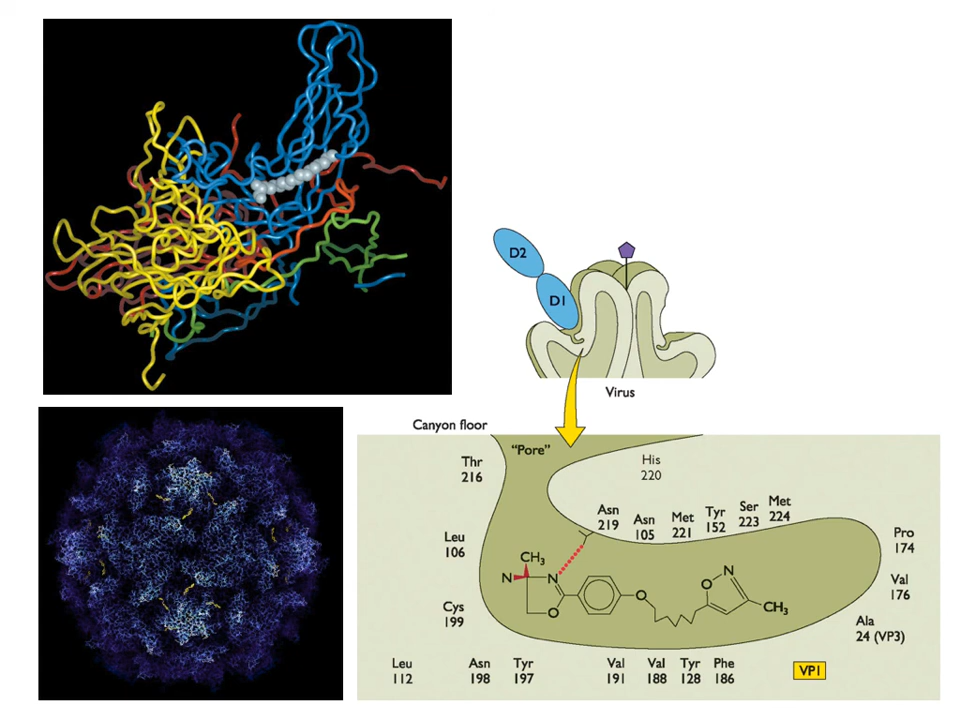 D2
D1
Virus
Canyon floor
“Pore”
Thr
216
His
220
Asn
219
Asn
105
Met
221
Tyr
152
Ser
223
Met
224
Pro
174
Leu
106
CH3
N
N
O
O
O
N
CH3
Val
176
Cys
199
Ala
24 (VP3)
Leu
112
Asn
198
Tyr
197
Val
191
Val
188
Tyr
128
Phe
186
VP1